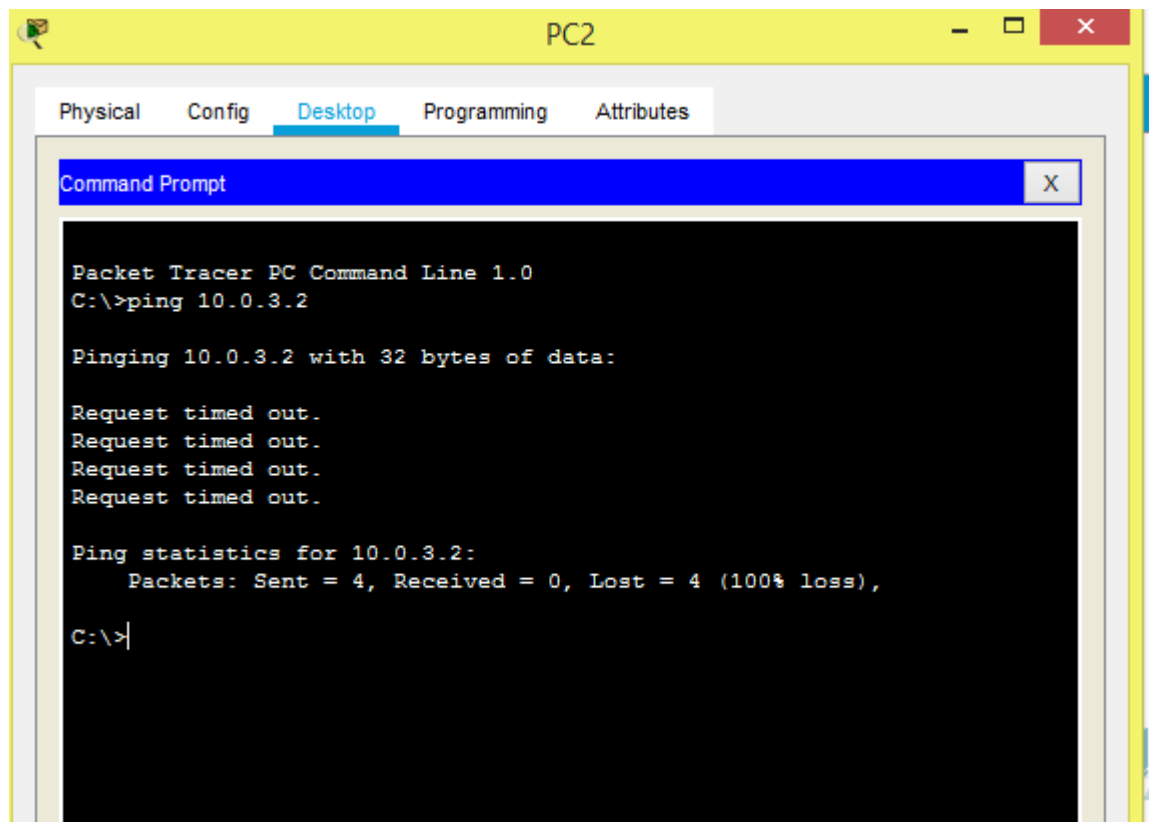 PC2
Physical Config Desktop Programming Attributes
Command Prompt
X
Packet Tracer PC Command Line 1.0
C:\>ping 10.0.3.2
Pinging 10.0.3.2 with 32 bytes of data:
Request timed out.
Request timed out.
Request timed out.
Request timed out.
Ping statistics for 10.0.3.2:
Packets: Sent = 4, Received = 0, Lost = 4 (100% loss),
C:\>